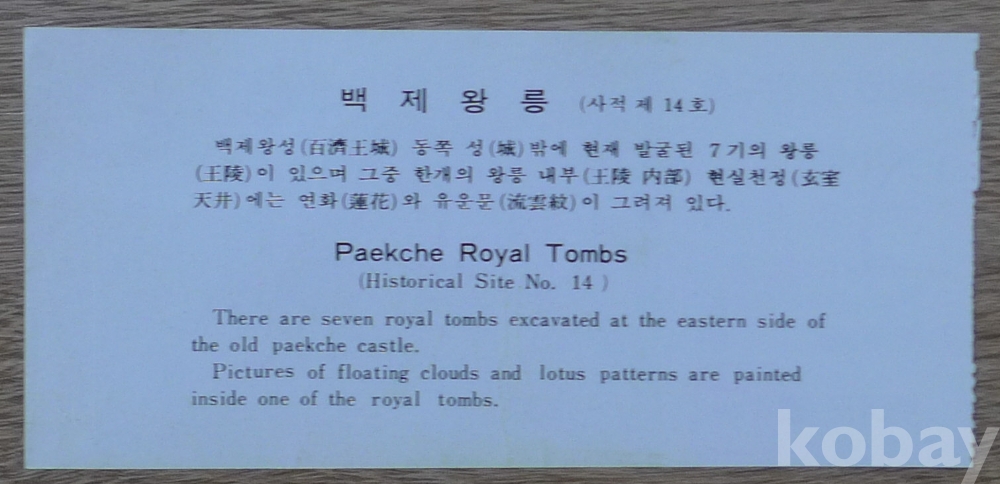 백 제 왕 릉 (사적 제 14 호)
백제왕성(百濟王城) 동쪽 성(城)밖에 현재 발굴된 7기의 왕릉
(王陵)이 있으며 그중 한개의 왕릉 내부(王陵 内部) 현실천정(玄室
天井)에는 연화(蓮花)와 유운문(流雲紋)이 그려져 있다.
Paekche Royal Tombs
(Historical Site No. 14 )
There are seven royal tombs excavated at the eastern side of
the old paekche castle.
Pictures of floating clouds and lotus patterns are painted
inside one of the royal tombs.
kobay